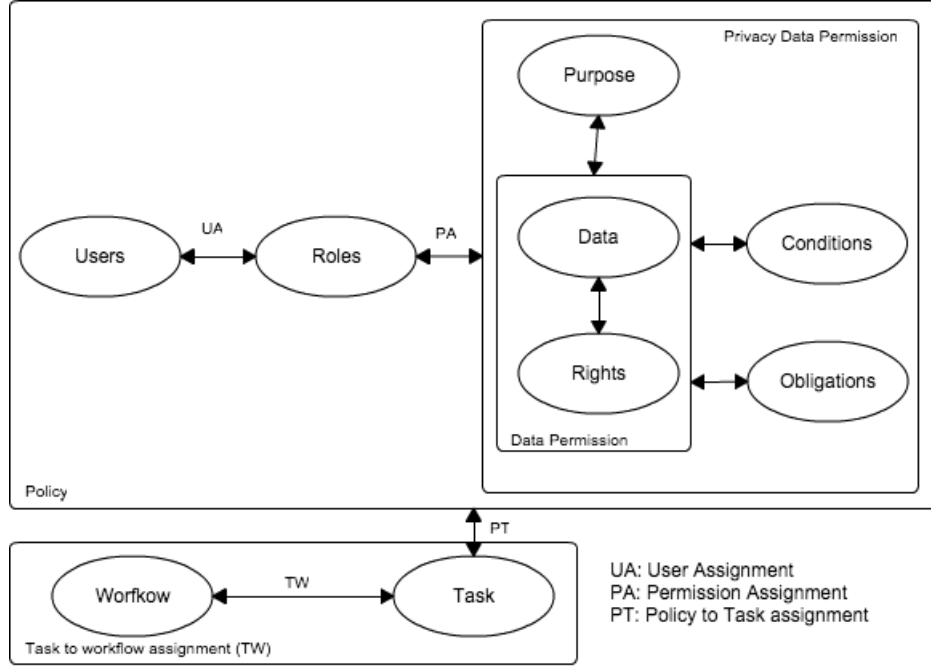 Privacy Data Permission
Purpose
UA
PA
Users
Roles
Data
Conditions
Rights
Obligations
Data Permission
Policy
PT
Worfkow
TW
Task
Task to workflow assignment (TW)
UA: User Assignment
PA: Permission Assignment
PT: Policy to Task assignment